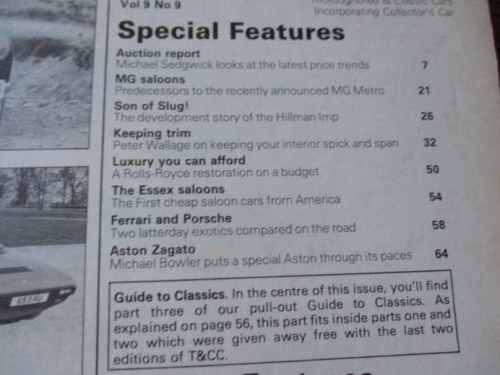 Vol 9 No 9
Thoroughbred & Classic Cars
Incorporating Collector's Car
Special Features
Auction report
Michael Sedgwick looks at the latest price trends 7
MG saloons
Predecessors to the recently announced MG Metro 21
Son of Slug!
The development story of the Hillman Imp 26
Keeping trim
Peter Wallage on keeping your interior spick and span 32
Luxury you can afford
A Rolls-Royce restoration on a budget 50
The Essex saloons
The First cheap saloon cars from America 54
Ferrari and Porsche
Two latterday exotics compared on the road 58
Aston Zagato
Michael Bowler puts a special Aston through its paces 64
Guide to Classics. In the centre of this issue, you'll find
part three of our pull-out Guide to Classics. As
explained on page 56, this part fits inside parts one and
two which were given away free with the last two
editions of T&CC.